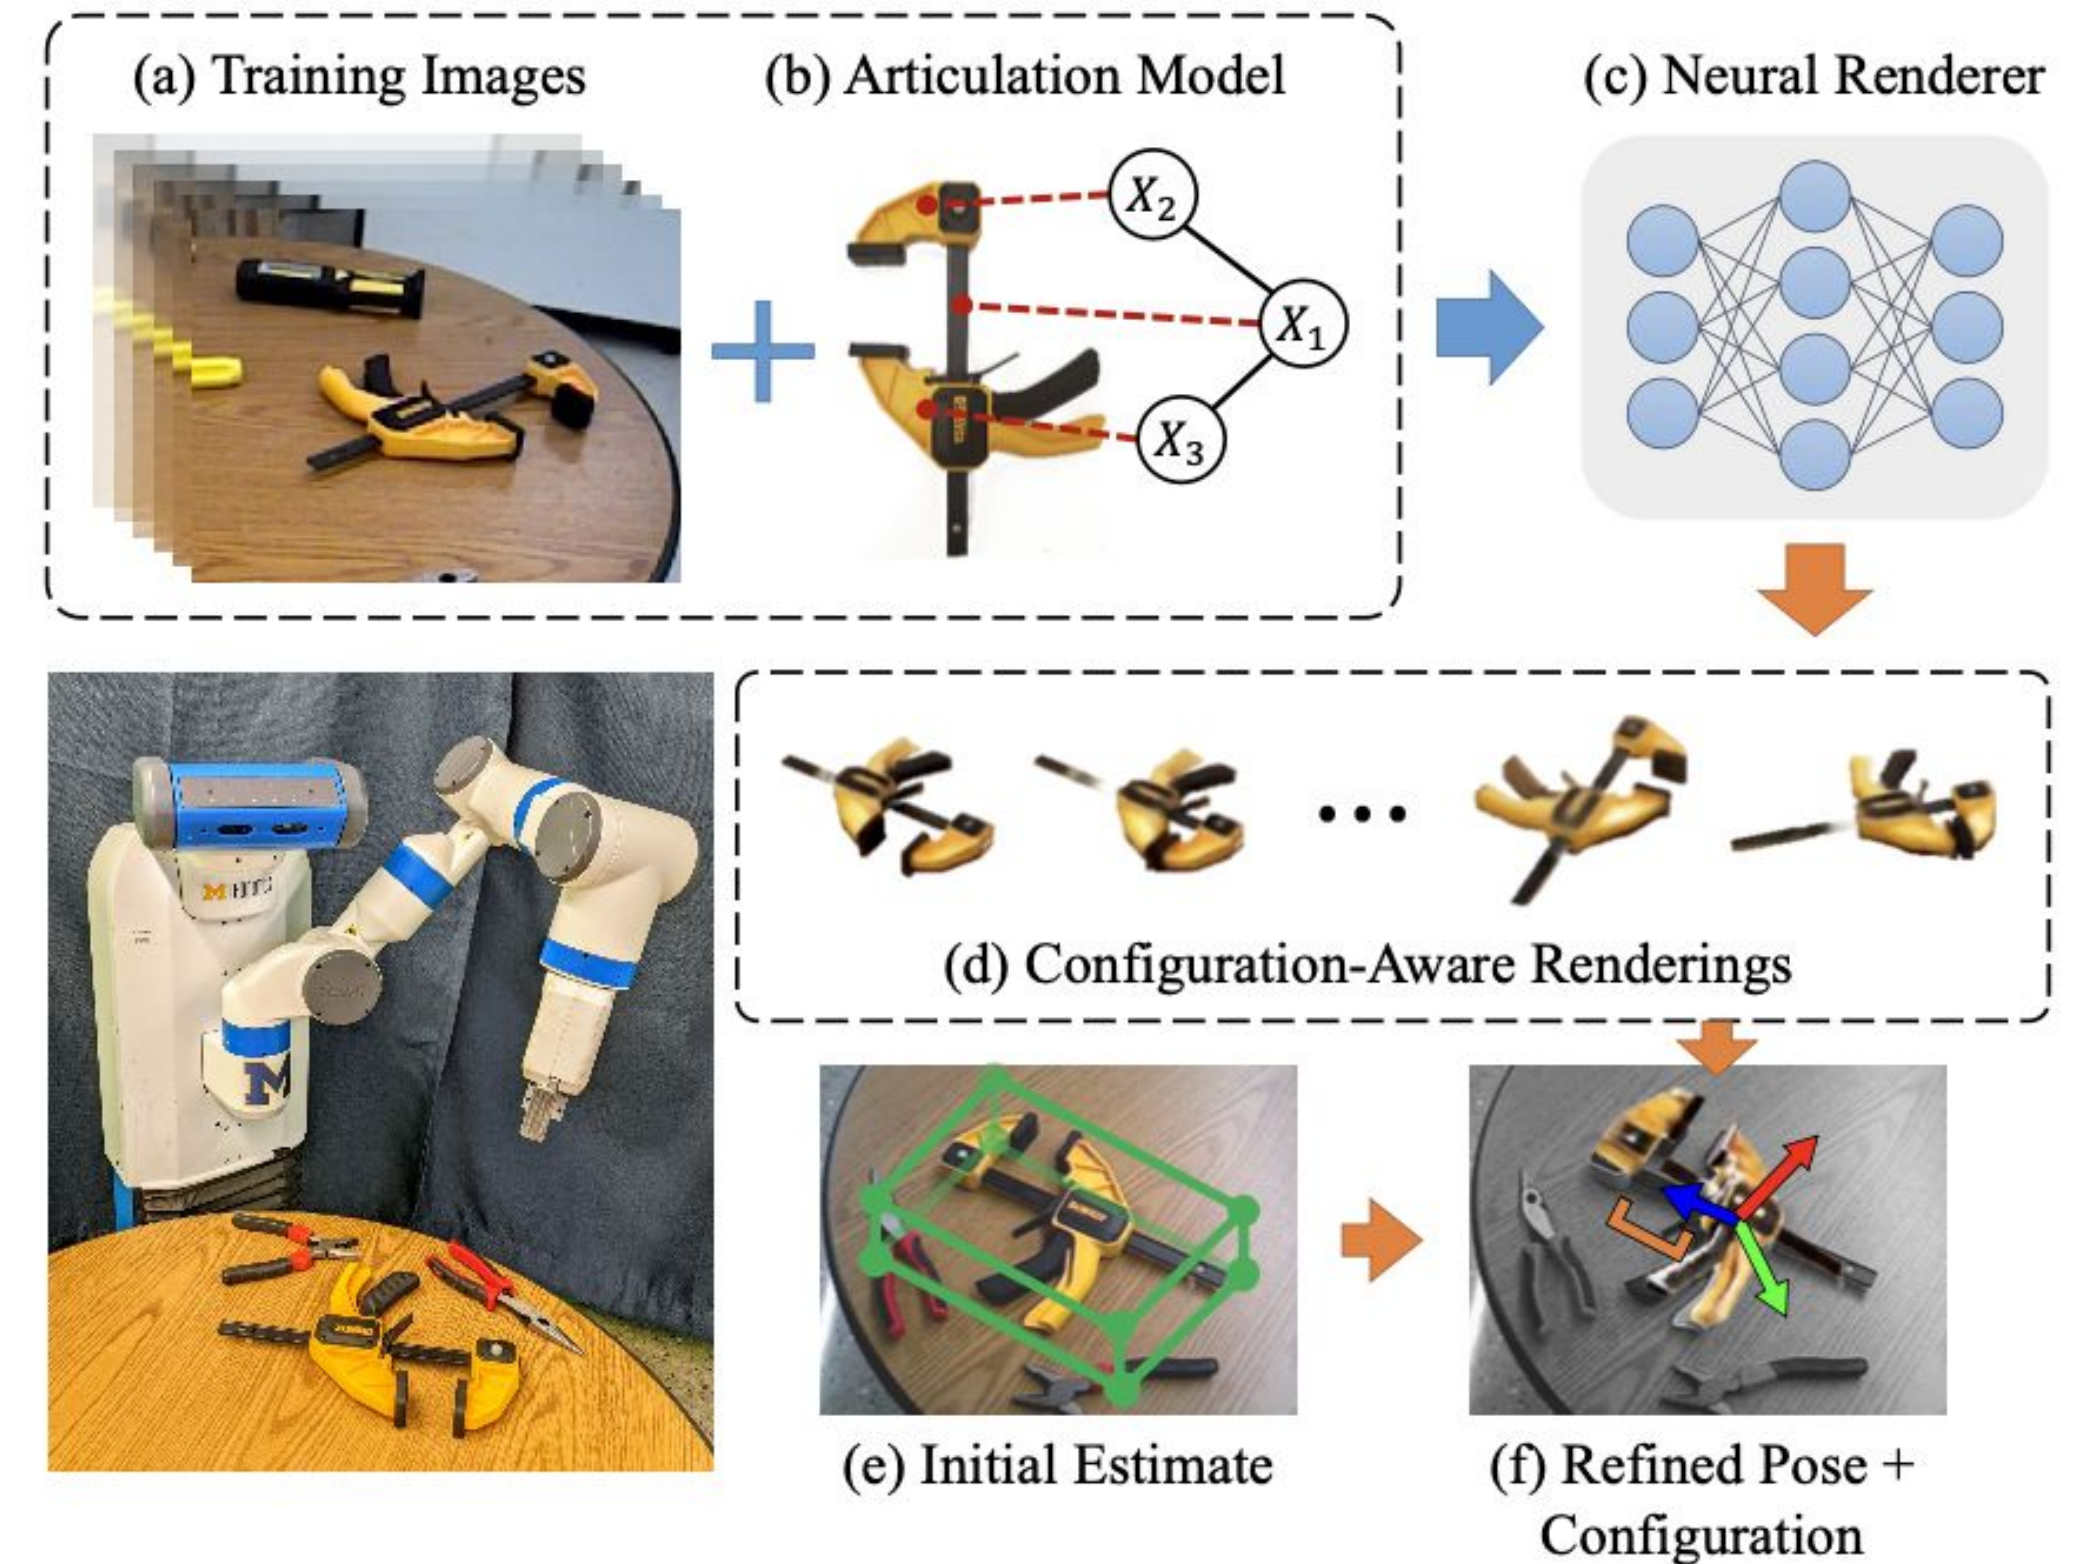 (a) Training Images
(b) Articulation Model
(c) Neural Renderer
X₂
X₁
X₃
(d) Configuration-Aware Renderings
M
M
(e) Initial Estimate
(f) Refined Pose +
Configuration